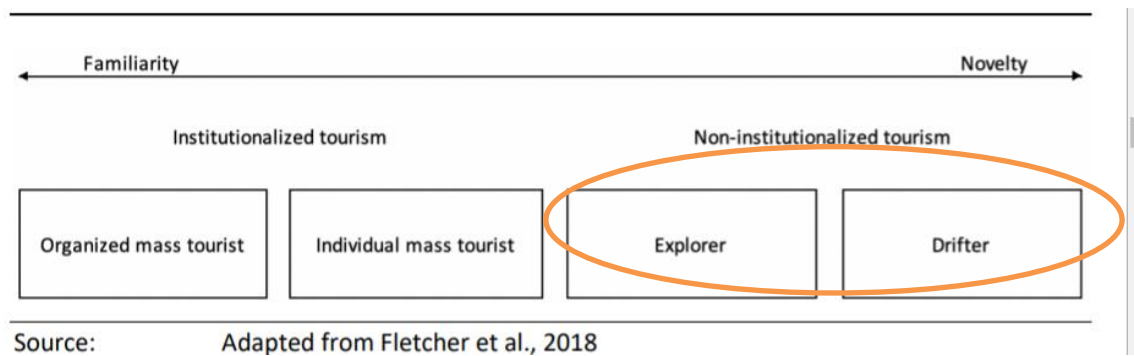 Familiarity Novelty
Institutionalized tourism Non-institutionalized tourism
Organized mass tourist Individual mass tourist Explorer Drifter
Source: Adapted from Fletcher et al., 2018